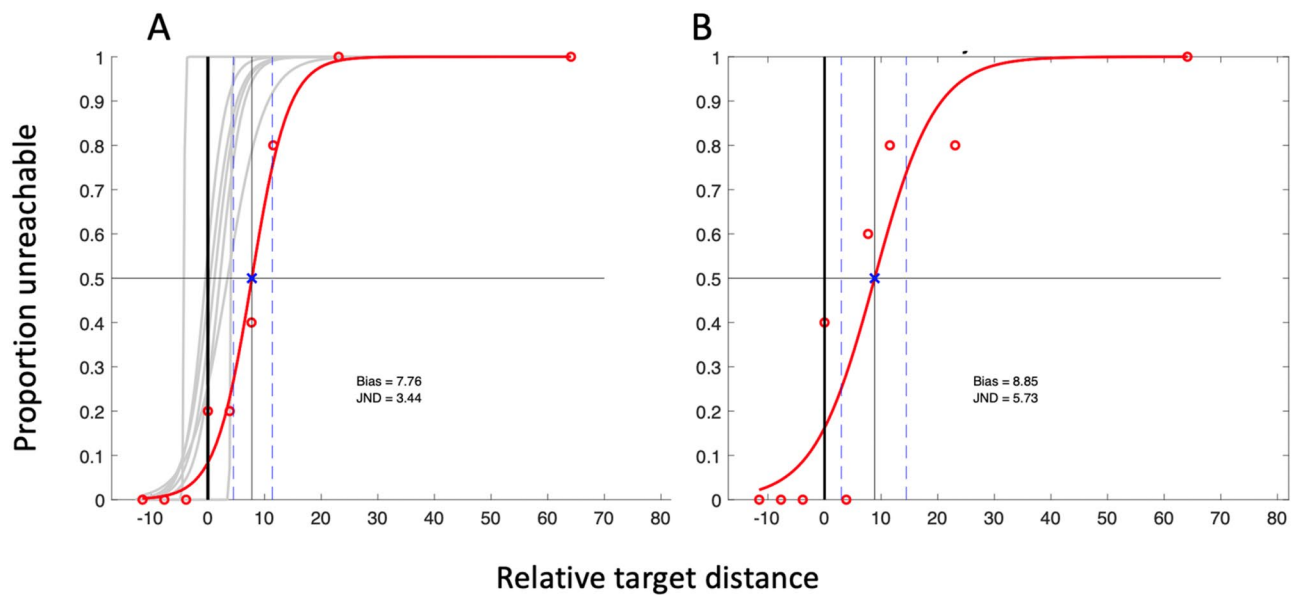 A
B
Proportion unreachable
1
0.9
0.8
0.7
0.6
0.5
0.4
0.3
0.2
0.1
0
-10 0 10 20 30 40 50 60 70 80
Bias = 7.76
JND = 3.44
1
0.9
0.8
0.7
0.6
0.5
0.4
0.3
0.2
0.1
0
-10 0 10 20 30 40 50 60 70 80
Bias = 8.85
JND = 5.73
Relative target distance